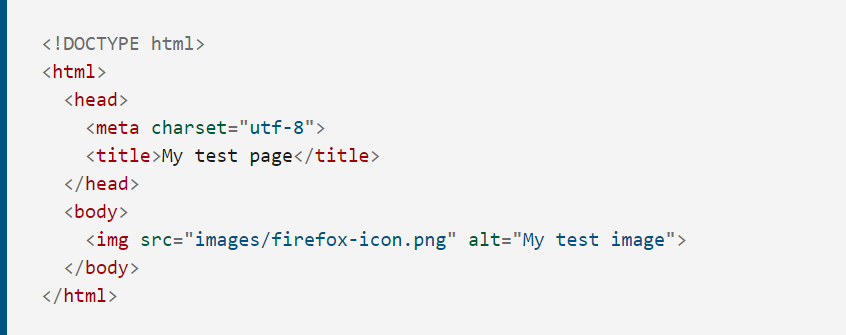 <!DOCTYPE html>
<html>
  <head>
    <meta charset="utf-8">
    <title>My test page</title>
  </head>
  <body>
    <img src="images/firefox-icon.png" alt="My test image">
  </body>
</html>